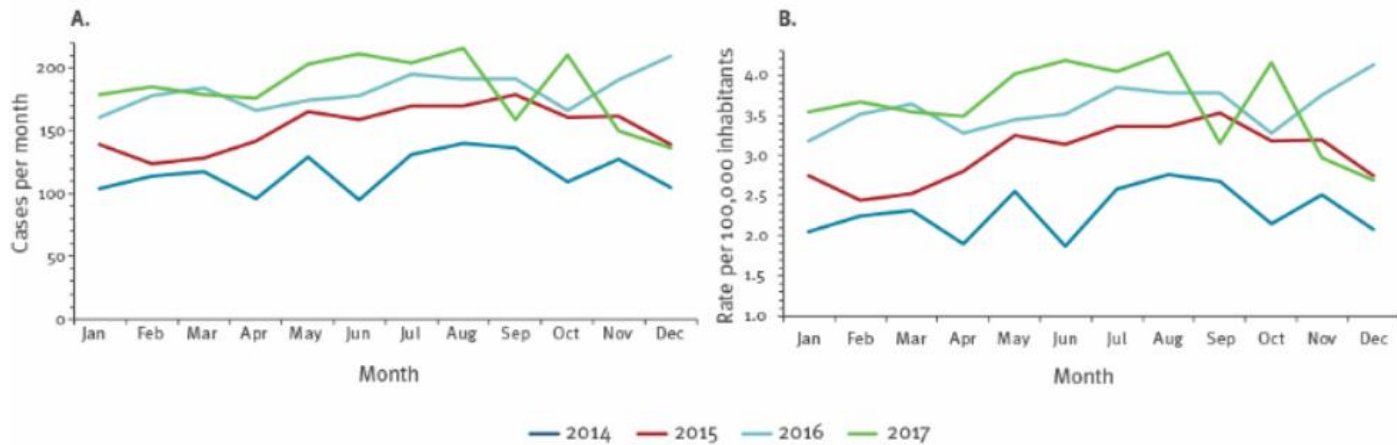 A.
Cases per month
200
150
100
50
0
Jan Feb Mar Apr May Jun Jul Aug Sep Oct Nov Dec
Month
B.
Rate per 100,000 inhabitants
4.0
3.5
3.0
2.5
2.0
1.5
1.0
Jan Feb Mar Apr May Jun Jul Aug Sep Oct Nov Dec
Month
2014 2015 2016 2017